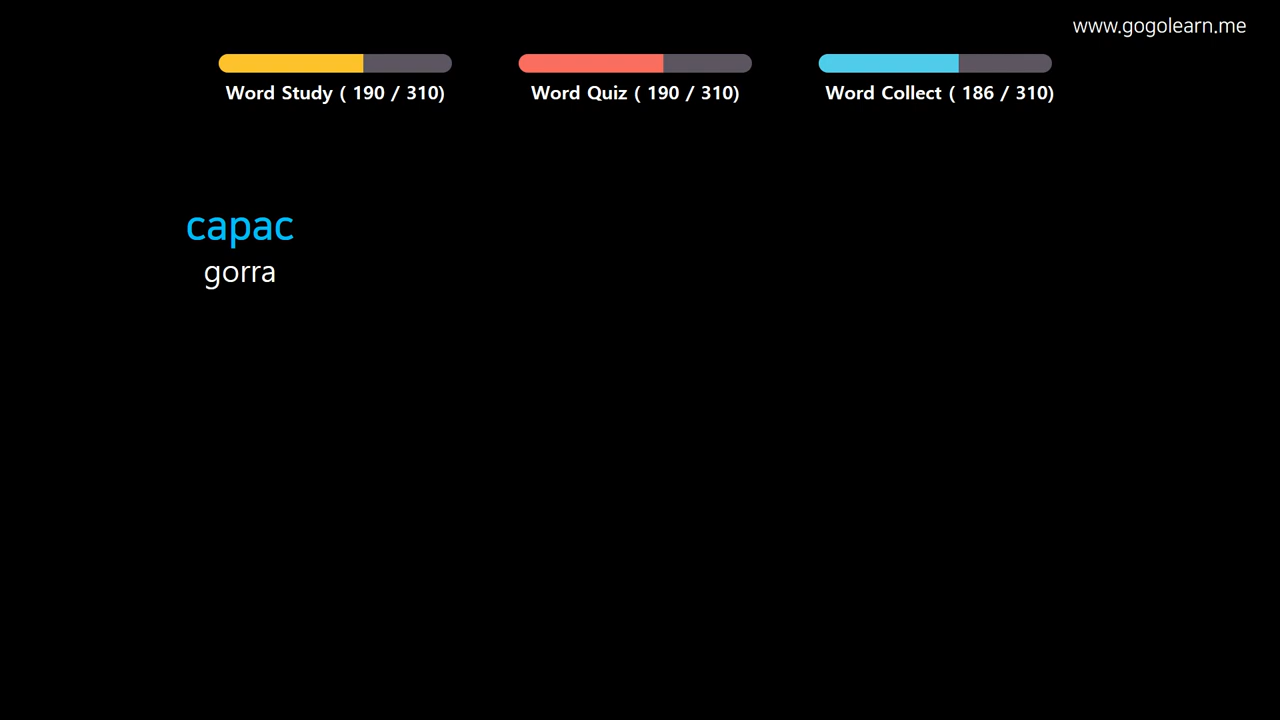 www.gogolearn.me
Word Study ( 190 / 310)
Word Quiz ( 190 / 310)
Word Collect ( 186 / 310)
capac
gorra